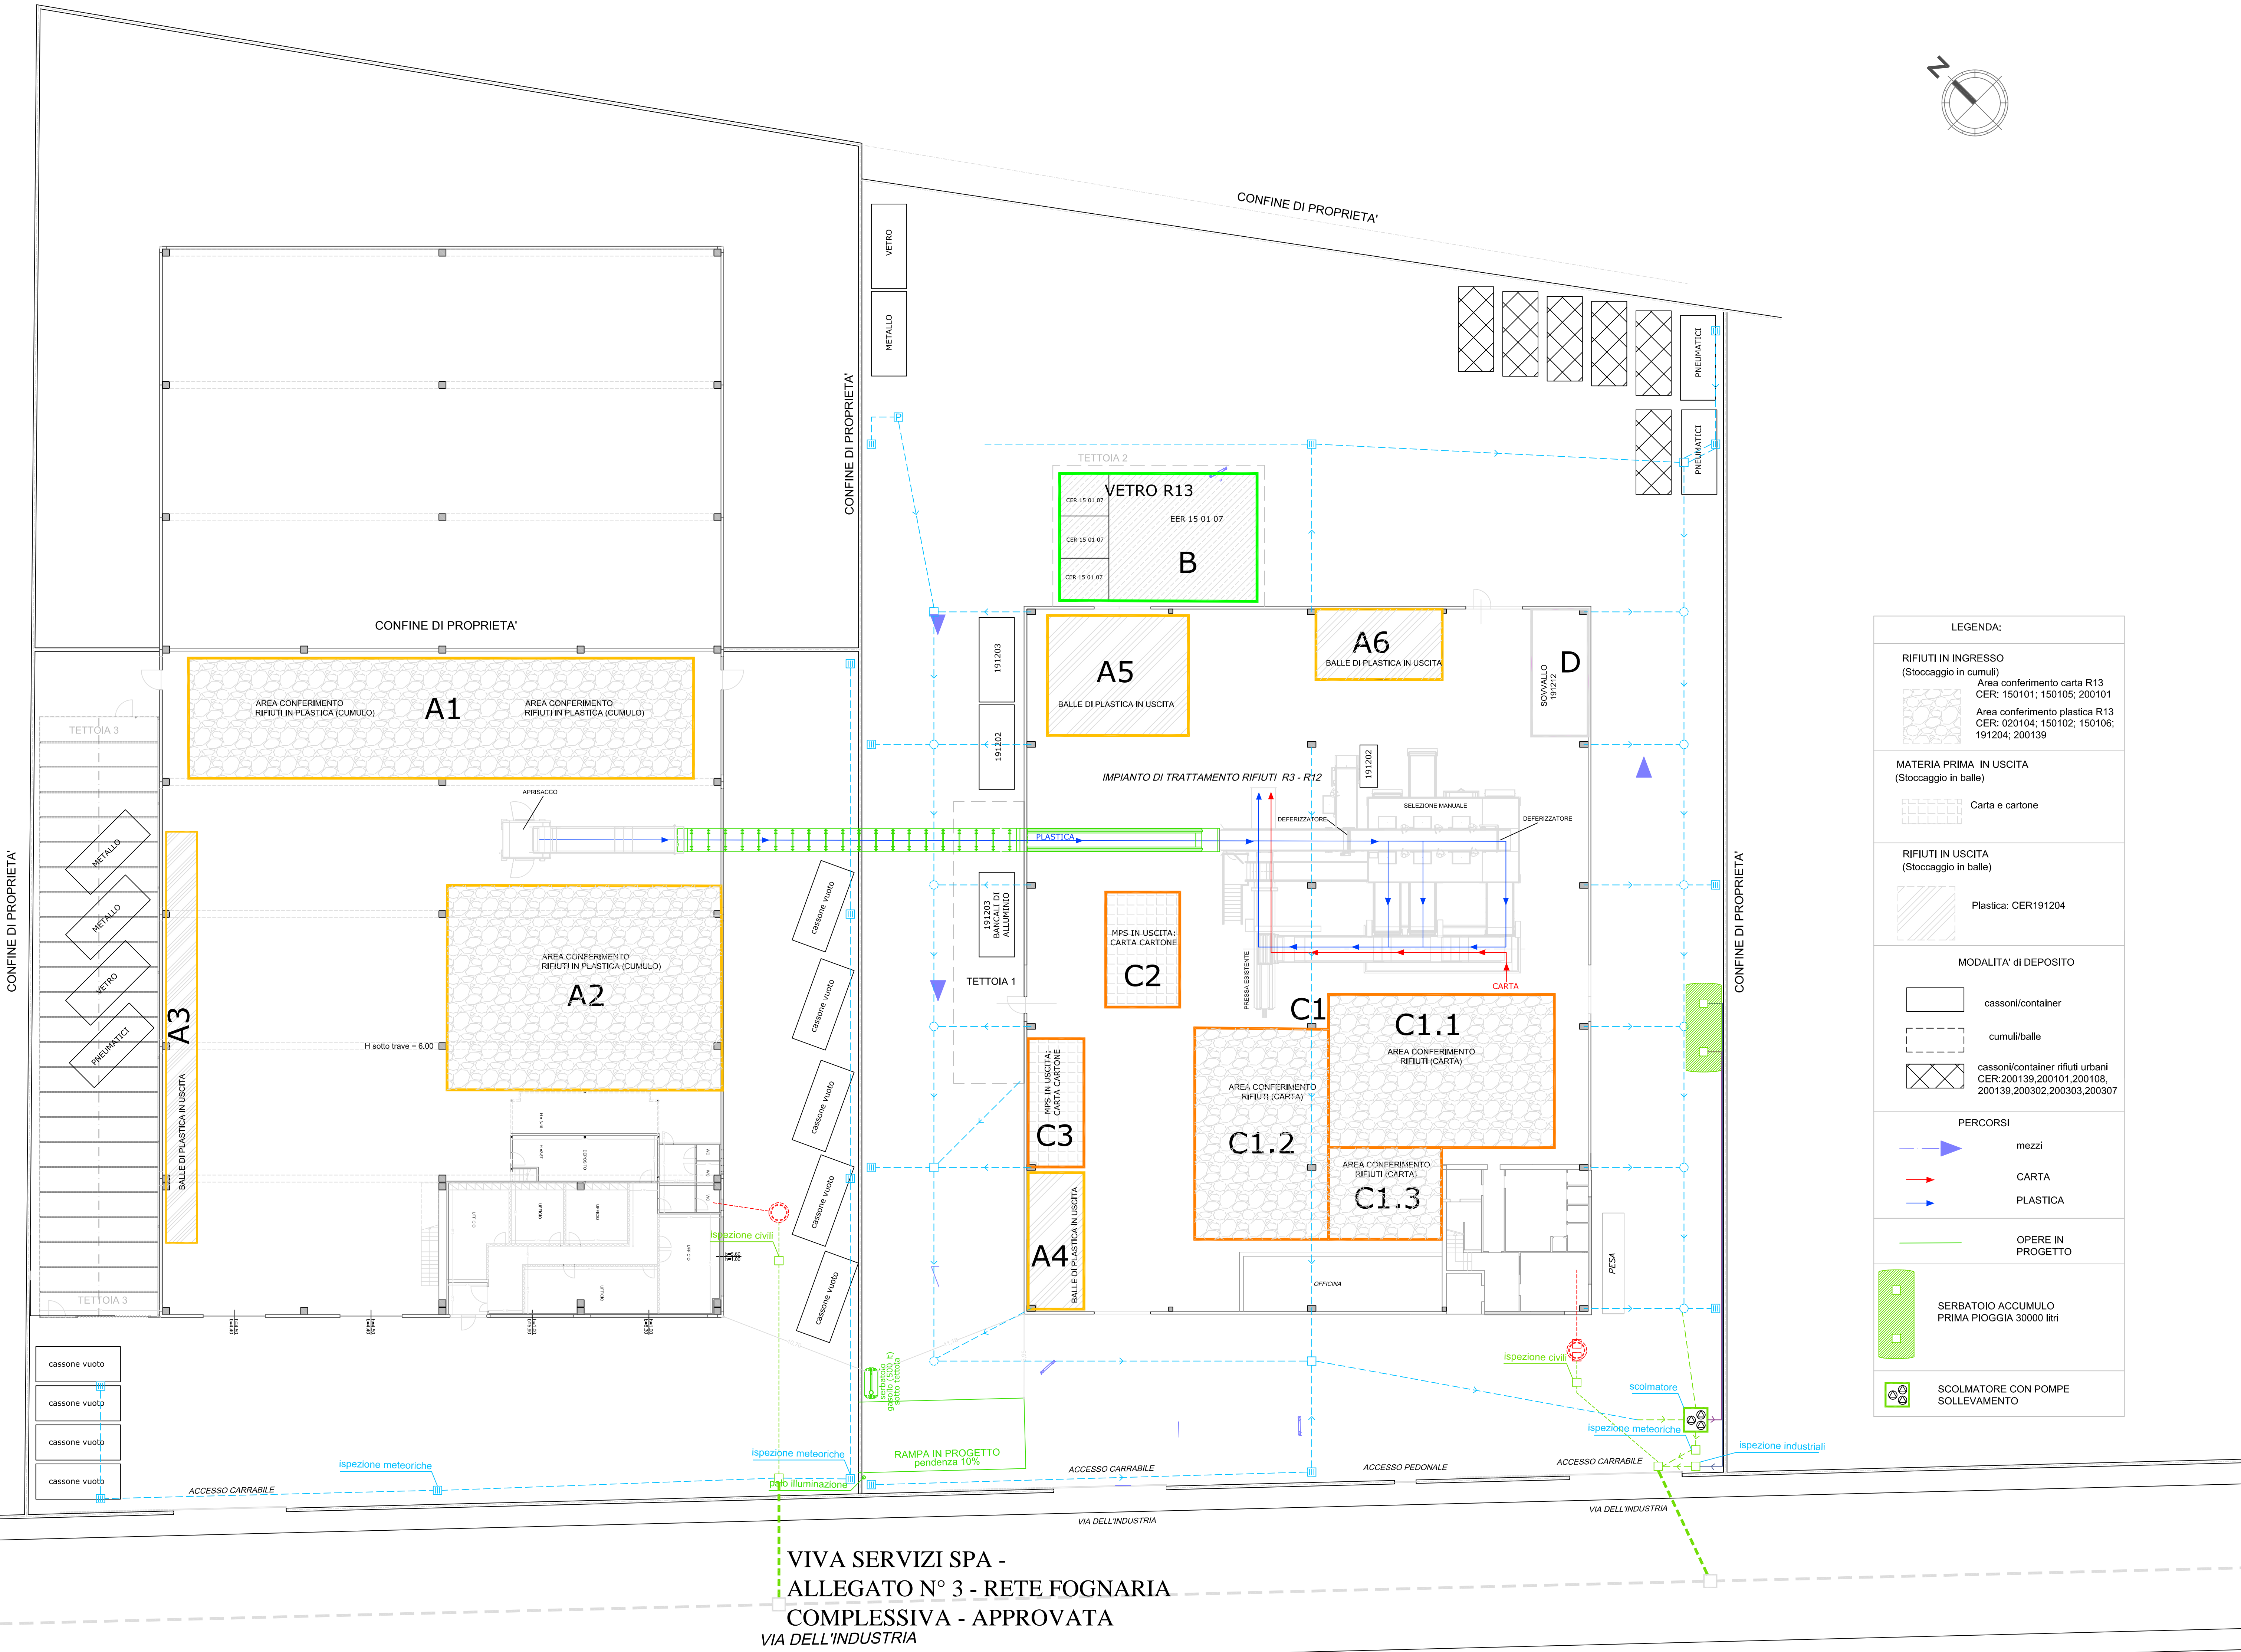 N
CONFINE DI PROPRIETA'
VETRO
METALLO
CONFINE DI PROPRIETA'
PNEUMATICI
PNEUMATICI
P
TETTOIA 2
VETRO R13
CER 15 01 07
EER 15 01 07
CER 15 01 07
B
CER 15 01 07
CONFINE DI PROPRIETA'
A1
AREA CONFERIMENTO
RIFIUTI IN PLASTICA (CUMULO)
AREA CONFERIMENTO
RIFIUTI IN PLASTICA (CUMULO)
TETTOIA 3
APRISACCO
METALLO
METALLO
VETRO
PNEUMATICI
CONFINE DI PROPRIETA'
A3
BALLE DI PLASTICA IN USCITA
AREA CONFERIMENTO
RIFIUTI IN PLASTICA (CUMULO)
A2
H sotto trave = 6.00
DEPOSITO
WC
WC
WC
UFFICIO
UFFICIO
UFFICIO
UFFICIO
UFFICIO
TETTOIA 3
cassone vuoto
cassone vuoto
cassone vuoto
cassone vuoto
cassone vuoto
cassone vuoto
cassone vuoto
cassone vuoto
cassone vuoto
ispezione civili
ispezione meteoriche
ispezione meteoriche
palo illuminazione
ACCESSO CARRABILE
191203
191202
A5
BALLE DI PLASTICA IN USCITA
A6
BALLE DI PLASTICA IN USCITA
D
SOVVALLO
191212
IMPIANTO DI TRATTAMENTO RIFIUTI R3 - R12
191202
SELEZIONE MANUALE
DEFERIZZATORE
DEFERIZZATORE
PLASTICA
191203
BANCALI DI
ALLUMINIO
TETTOIA 1
MPS IN USCITA:
CARTA CARTONE
C2
PRESSA ESISTENTE
CARTA
C1
C1.1
AREA CONFERIMENTO
RIFIUTI (CARTA)
AREA CONFERIMENTO
RIFIUTI (CARTA)
C1.2
AREA CONFERIMENTO
RIFIUTI (CARTA)
C1.3
MPS IN USCITA:
CARTA CARTONE
C3
A4
BALLE DI PLASTICA IN USCITA
OFFICINA
PESA
CONFINE DI PROPRIETA'
serbatoio
gasolio (500 lt)
sotto tettoia
RAMPA IN PROGETTO
pendenza 10%
ispezione civili
scolmatore
ispezione meteoriche
ispezione industriali
ACCESSO CARRABILE
ACCESSO PEDONALE
ACCESSO CARRABILE
VIA DELL'INDUSTRIA
VIA DELL'INDUSTRIA
VIVA SERVIZI SPA -
ALLEGATO N° 3 - RETE FOGNARIA
COMPLESSIVA - APPROVATA
VIA DELL'INDUSTRIA
LEGENDA:
RIFIUTI IN INGRESSO
(Stoccaggio in cumuli)
Area conferimento carta R13
CER: 150101; 150105; 200101
Area conferimento plastica R13
CER: 020104; 150102; 150106;
191204; 200139
MATERIA PRIMA IN USCITA
(Stoccaggio in balle)
Carta e cartone
RIFIUTI IN USCITA
(Stoccaggio in balle)
Plastica: CER191204
MODALITA' di DEPOSITO
cassoni/container
cumuli/balle
cassoni/container rifiuti urbani
CER:200139,200101,200108,
200139,200302,200303,200307
PERCORSI
mezzi
CARTA
PLASTICA
OPERE IN
PROGETTO
SERBATOIO ACCUMULO
PRIMA PIOGGIA 30000 litri
SCOLMATORE CON POMPE
SOLLEVAMENTO